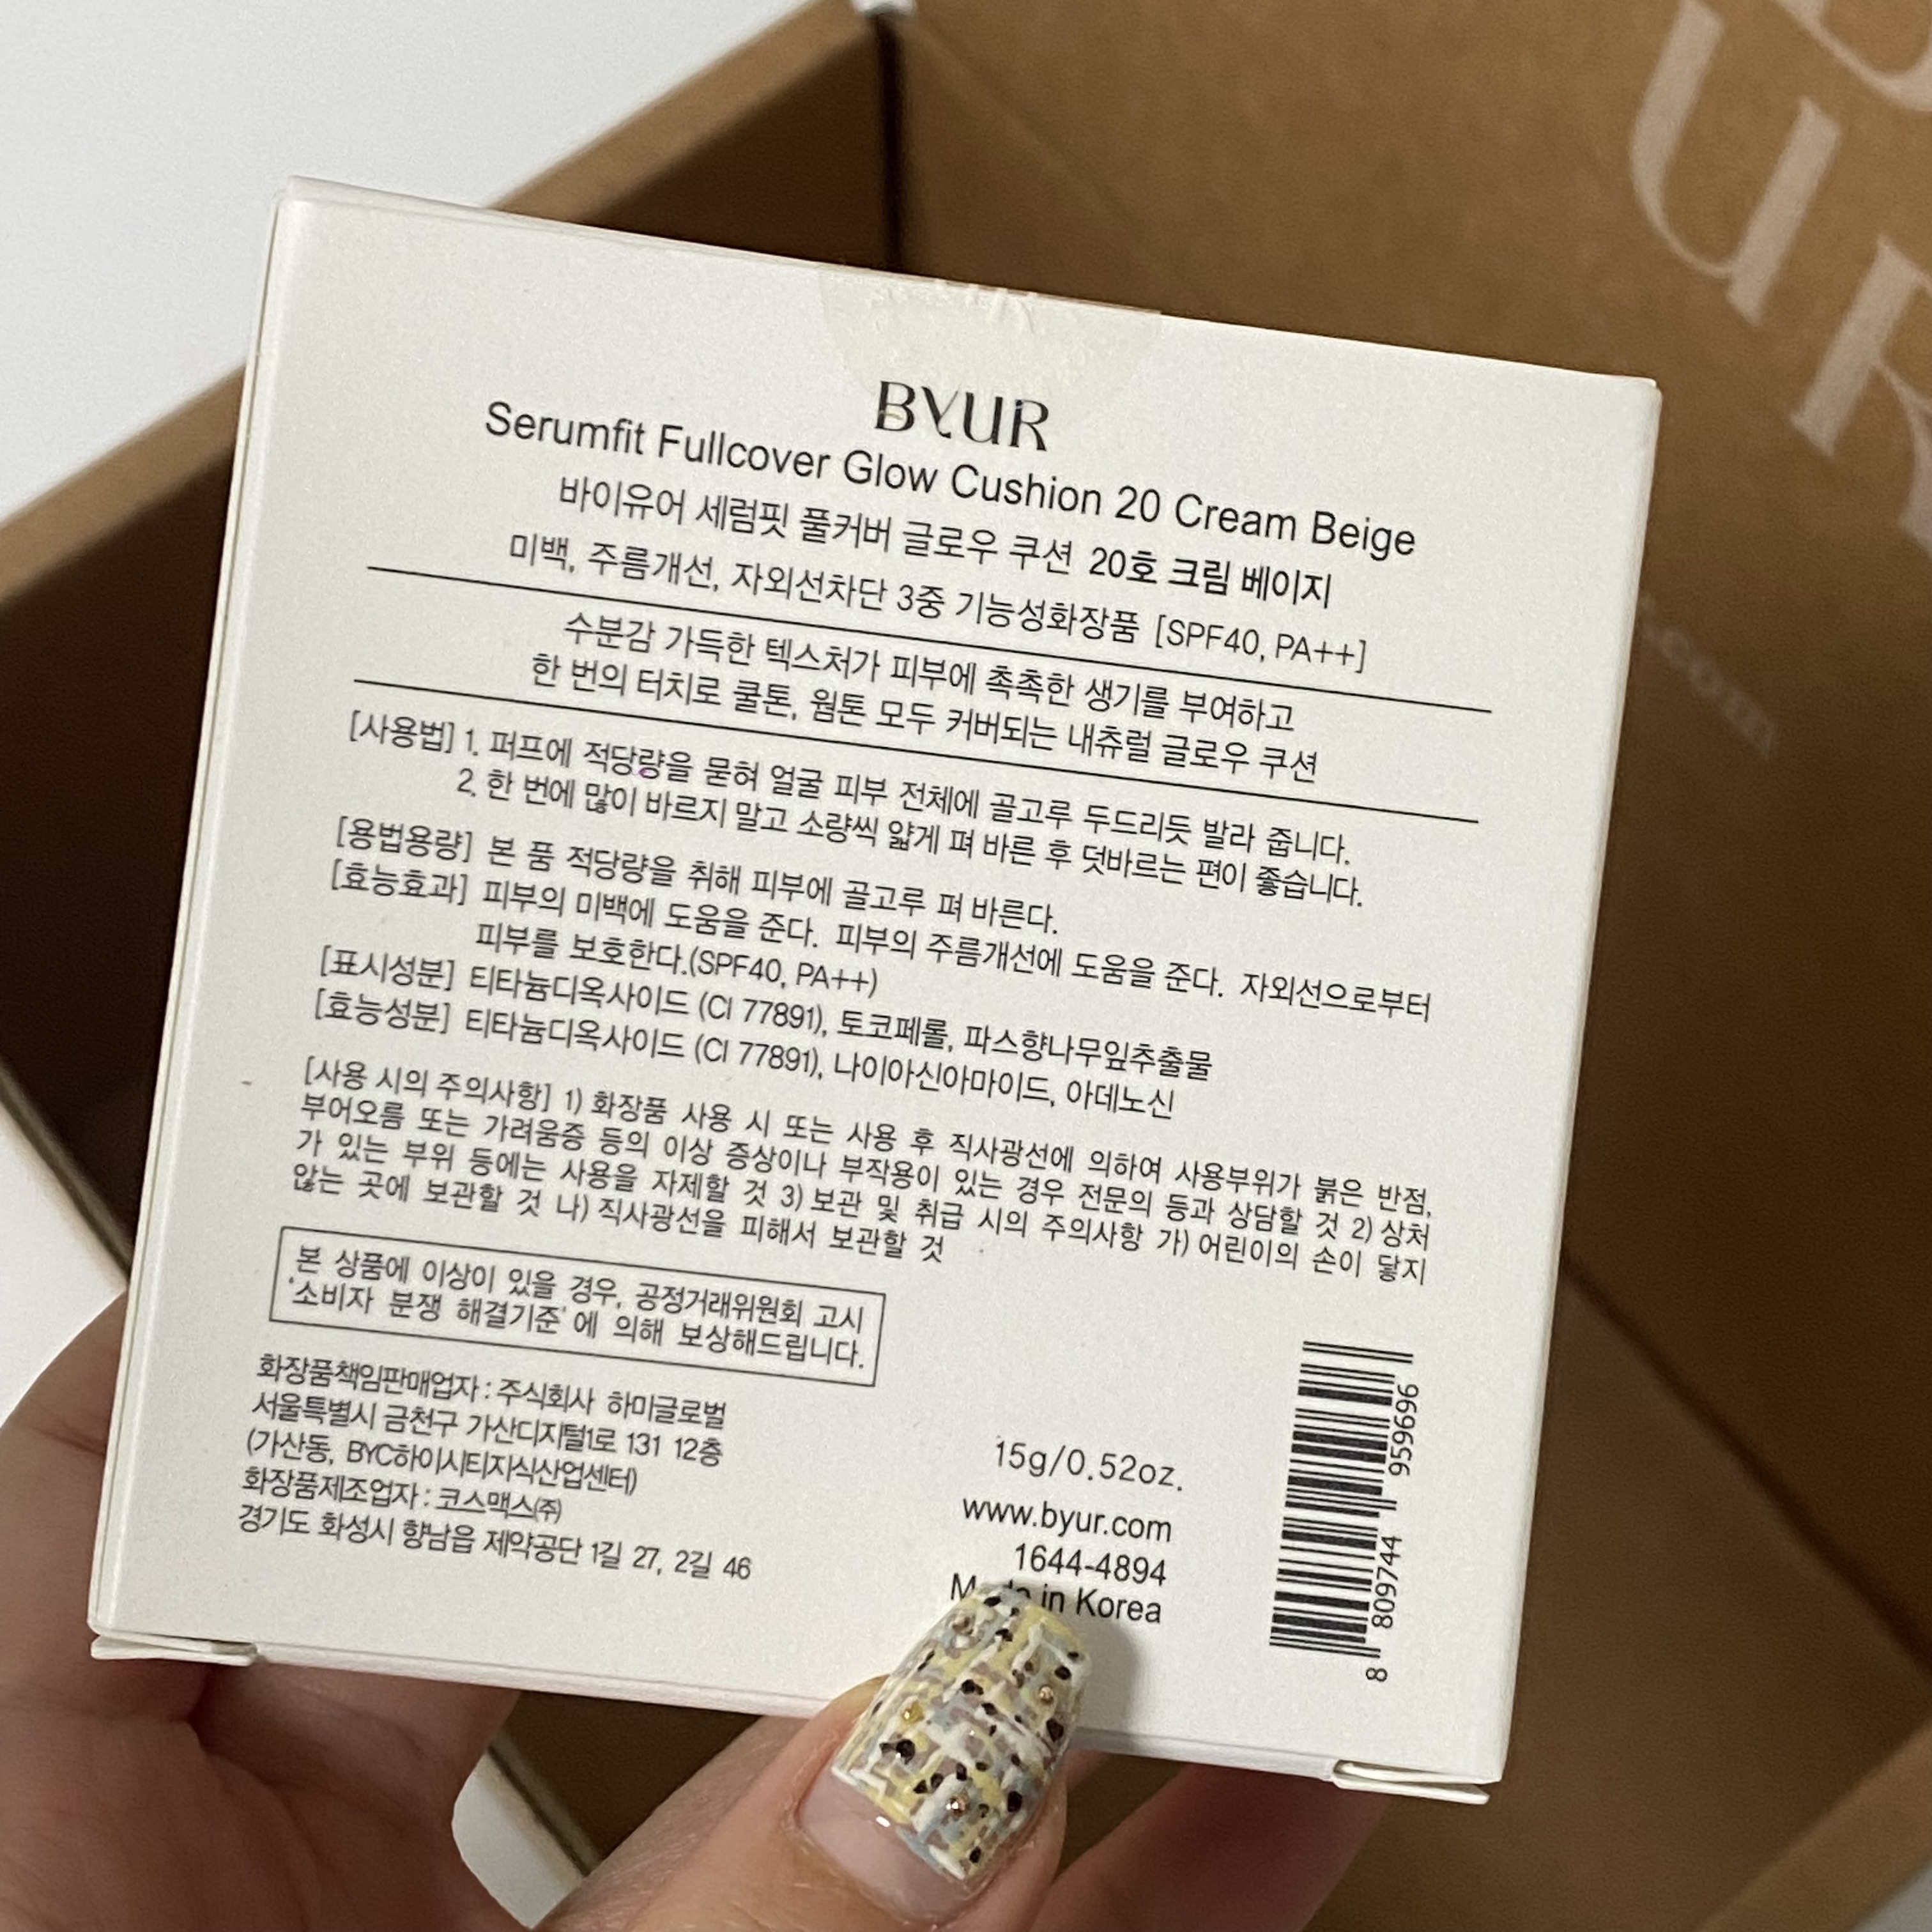 BYUR
Serumfit Fullcover Glow Cushion 20 Cream Beige
바이유어 세럼핏 풀커버 글로우 쿠션 20호 크림 베이지
미백, 주름개선, 자외선차단 3중 기능성화장품 [SPF40, PA++]
수분감 가득한 텍스처가 피부에 촉촉한 생기를 부여하고
한 번의 터치로 쿨톤, 웜톤 모두 커버되는 내츄럴 글로우 쿠션
[사용법] 1. 퍼프에 적당량을 묻혀 얼굴 피부 전체에 골고루 두드리듯 발라 줍니다.
2. 한 번에 많이 바르지 말고 소량씩 얇게 펴 바른 후 덧바르는 편이 좋습니다.
[용법용량] 본 품 적당량을 취해 피부에 골고루 펴 바른다.
[효능효과] 피부의 미백에 도움을 준다. 피부의 주름개선에 도움을 준다. 자외선으로부터
피부를 보호한다.(SPF40, PA++)
[표시성분] 티타늄디옥사이드 (CI 77891), 토코페롤, 파스향나무잎추출물
[효능성분] 티타늄디옥사이드 (CI 77891), 나이아신아마이드, 아데노신
[사용 시의 주의사항] 1) 화장품 사용 시 또는 사용 후 직사광선에 의하여 사용부위가 붉은 반점,
부어오름 또는 가려움증 등의 이상 증상이나 부작용이 있는 경우 전문의 등과 상담할 것 2) 상처
가 있는 부위 등에는 사용을 자제할 것 3) 보관 및 취급 시의 주의사항 가) 어린이의 손이 닿지
않는 곳에 보관할 것 나) 직사광선을 피해서 보관할 것
본 상품에 이상이 있을 경우, 공정거래위원회 고시
'소비자 분쟁 해결기준'에 의해 보상해드립니다.
화장품책임판매업자 : 주식회사 하미글로벌
서울특별시 금천구 가산디지털1로 131 12층
(가산동, BYC하이시티지식산업센터)
화장품제조업자 : 코스맥스㈜
경기도 화성시 향남읍 제약공단 1길 27, 2길 46
15g/0.52oz.
www.byur.com
1644-4894
Made in Korea
8 809744 959696
.com